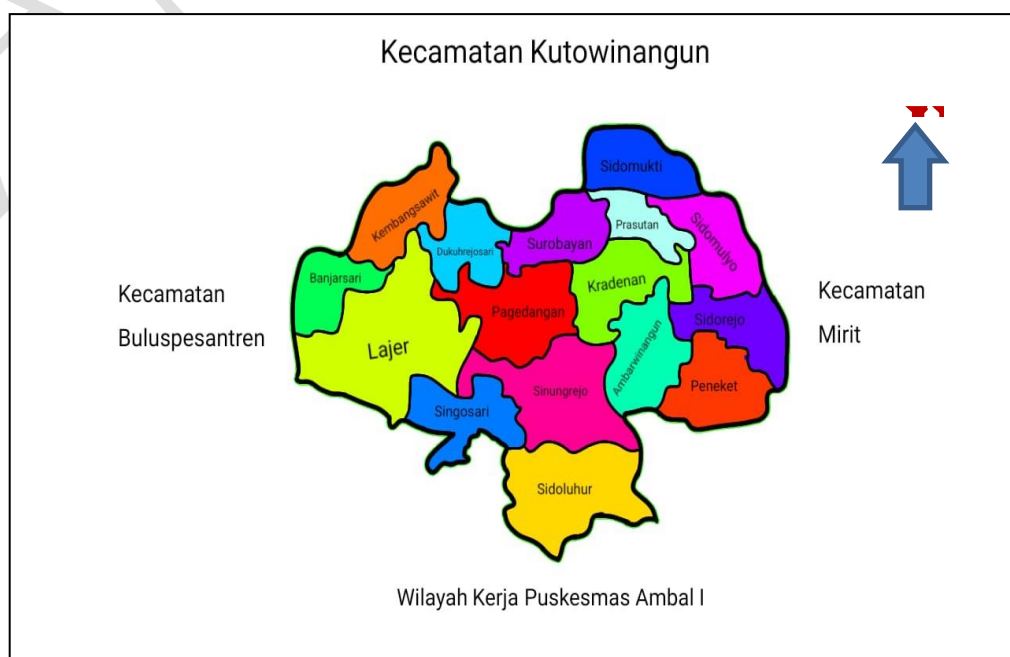 Kecamatan Kutowinangun
Sidomukti
Kembangsawit
Prasutan
Sidomulyo
Dukuhrejosari
Surobayan
Banjarsari
Kradenan
Kecamatan
Buluspesantren
Kecamatan
Mirit
Pagedangan
Sidorejo
Lajer
Ambarwinangun
Peneket
Sinungrejo
Singosari
Sidoluhur
Wilayah Kerja Puskesmas Ambal I